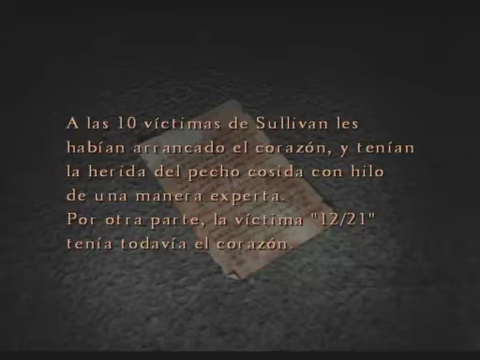 A las 10 víctimas de Sullivan les
habían arrancado el corazón, y tenían
la herida del pecho cosida con hilo
de una manera experta.
Por otra parte, la víctima "12/21"
tenía todavía el corazón.